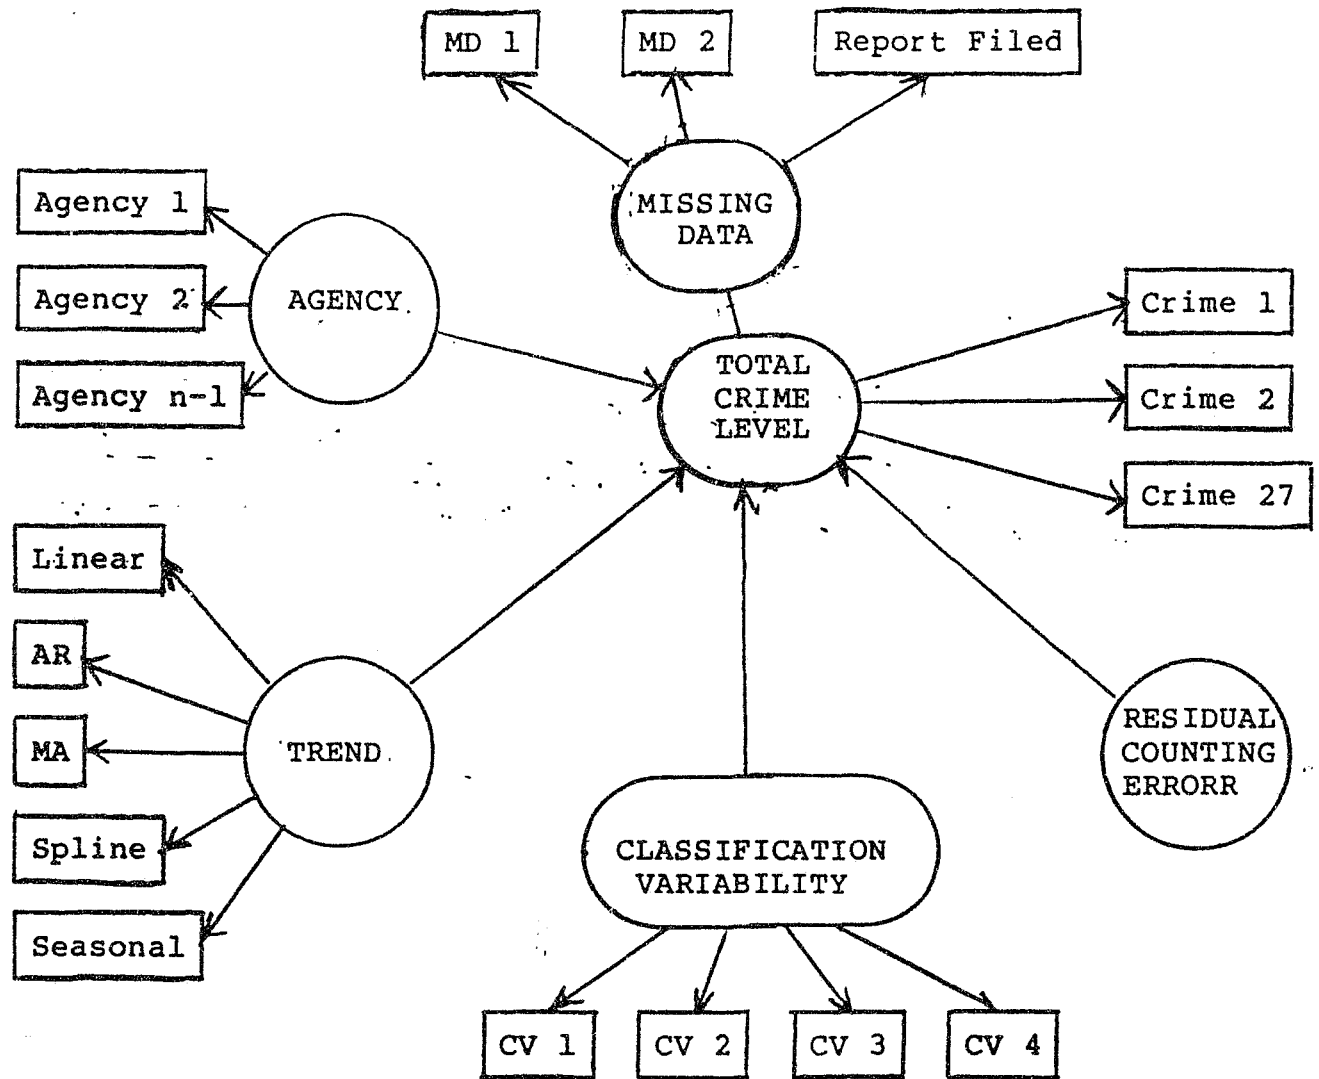 MD 1
MD 2
Report Filed
MISSING
DATA
Agency 1
Agency 2
Agency n-1
AGENCY
TOTAL
CRIME
LEVEL
Crime 1
Crime 2
Crime 27
Linear
AR
MA
Spline
Seasonal
TREND
RESIDUAL
COUNTING
ERRORR
CLASSIFICATION
VARIABILITY
CV 1
CV 2
CV 3
CV 4